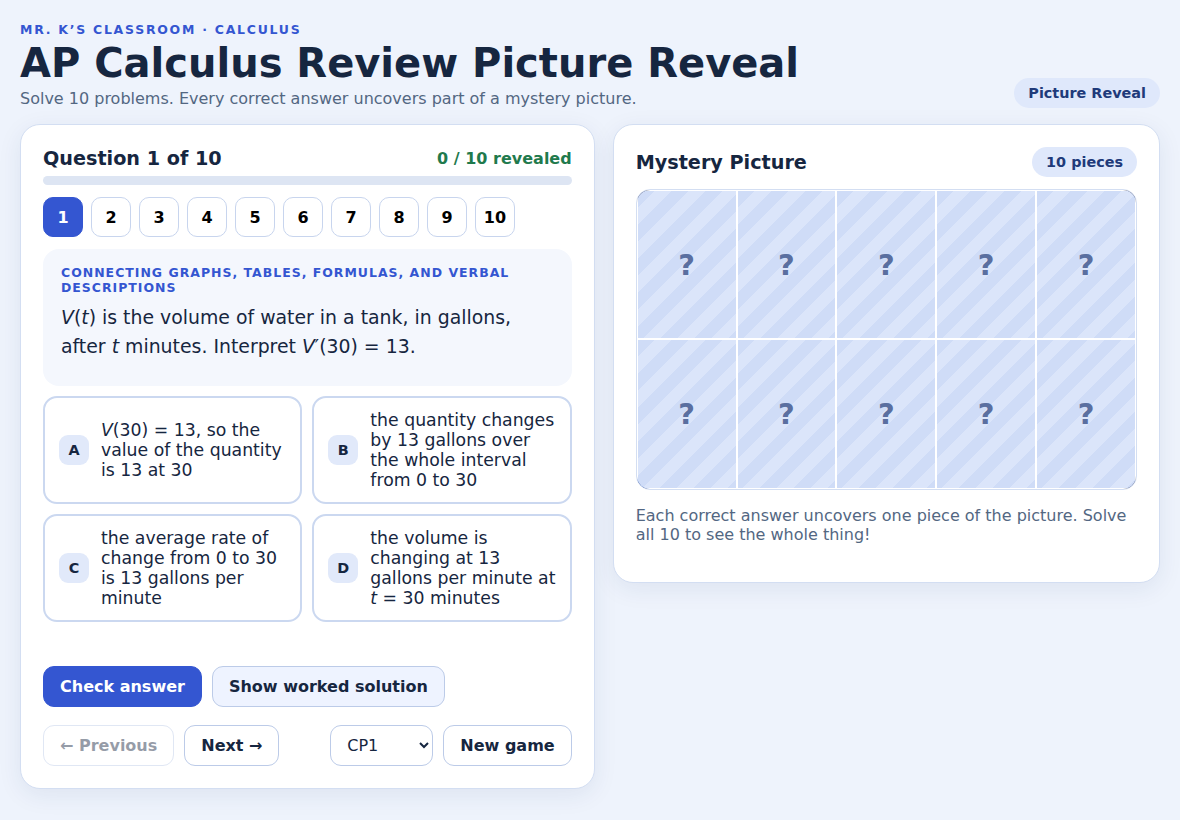 MR. K’S CLASSROOM · CALCULUS
AP Calculus Review Picture Reveal
Solve 10 problems. Every correct answer uncovers part of a mystery picture.
Picture Reveal
Question 1 of 10
0 / 10 revealed
1 2 3 4 5 6 7 8 9 10
CONNECTING GRAPHS, TABLES, FORMULAS, AND VERBAL
DESCRIPTIONS
V(t) is the volume of water in a tank, in gallons,
after t minutes. Interpret V′(30) = 13.
A
V(30) = 13, so the
value of the quantity
is 13 at 30
B
the quantity changes
by 13 gallons over
the whole interval
from 0 to 30
C
the average rate of
change from 0 to 30
is 13 gallons per
minute
D
the volume is
changing at 13
gallons per minute at
t = 30 minutes
Check answer
Show worked solution
← Previous
Next →
CP1
New game
Mystery Picture
10 pieces
? ? ? ? ?
? ? ? ? ?
Each correct answer uncovers one piece of the picture. Solve
all 10 to see the whole thing!